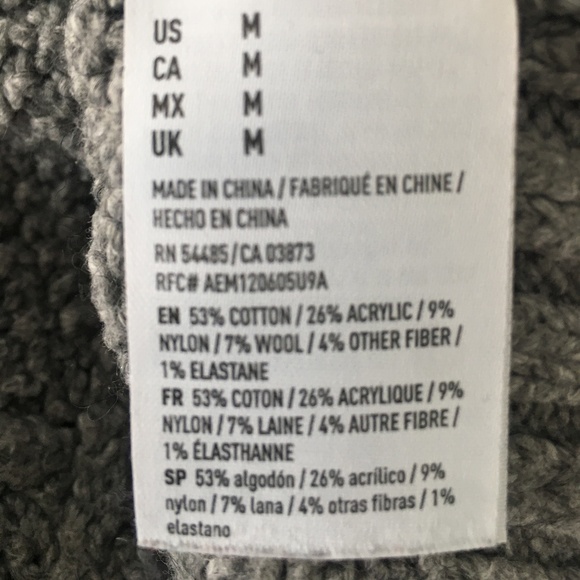 US M
CA M
MX M
UK M
MADE IN CHINA / FABRIQUÉ EN CHINE /
HECHO EN CHINA
RN 54485 / CA 03873
RFC# AEM120605U9A
EN 53% COTTON / 26% ACRYLIC / 9%
NYLON / 7% WOOL / 4% OTHER FIBER /
1% ELASTANE
FR 53% COTON / 26% ACRYLIQUE / 9%
NYLON / 7% LAINE / 4% AUTRE FIBRE /
1% ÉLASTHANNE
SP 53% algodón / 26% acrílico / 9%
nylon / 7% lana / 4% otras fibras / 1%
elastano